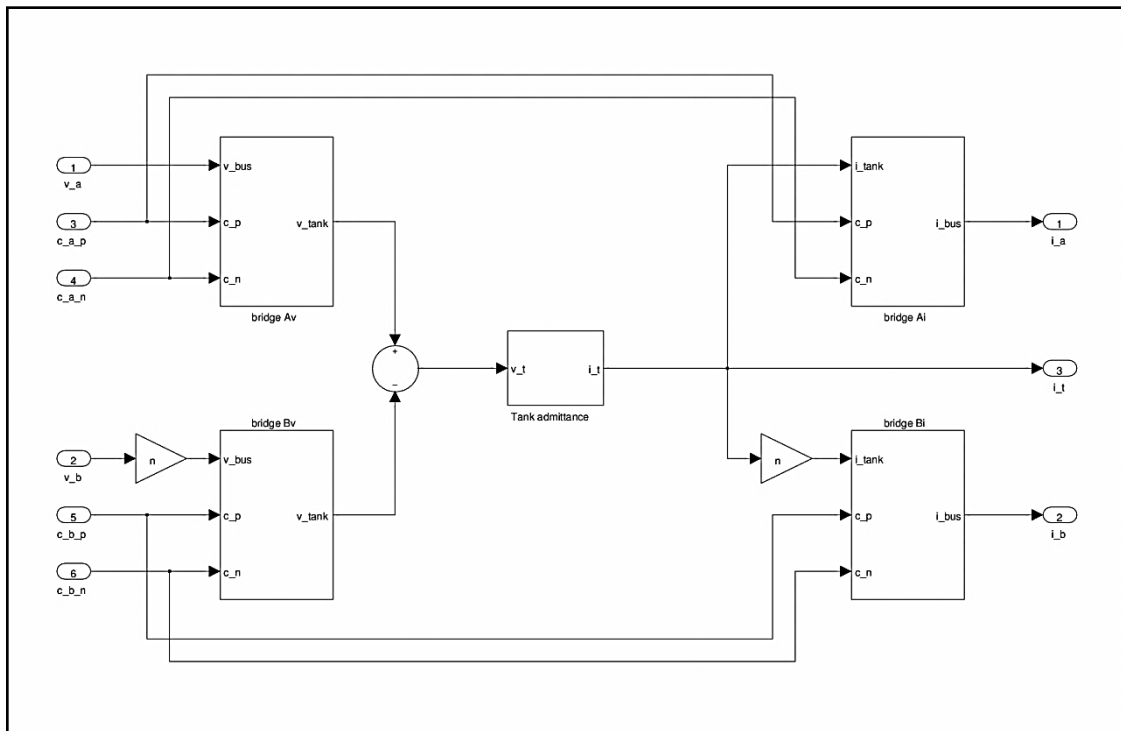 1
v_a
3
c_a_p
4
c_a_n
v_bus
c_p
c_n
v_tank
bridge Av
i_tank
c_p
c_n
i_bus
bridge Ai
1
i_a
+
−
v_t
i_t
Tank admittance
3
i_t
2
v_b
n
5
c_b_p
6
c_b_n
bridge Bv
v_bus
c_p
c_n
v_tank
n
bridge Bi
i_tank
c_p
c_n
i_bus
2
i_b